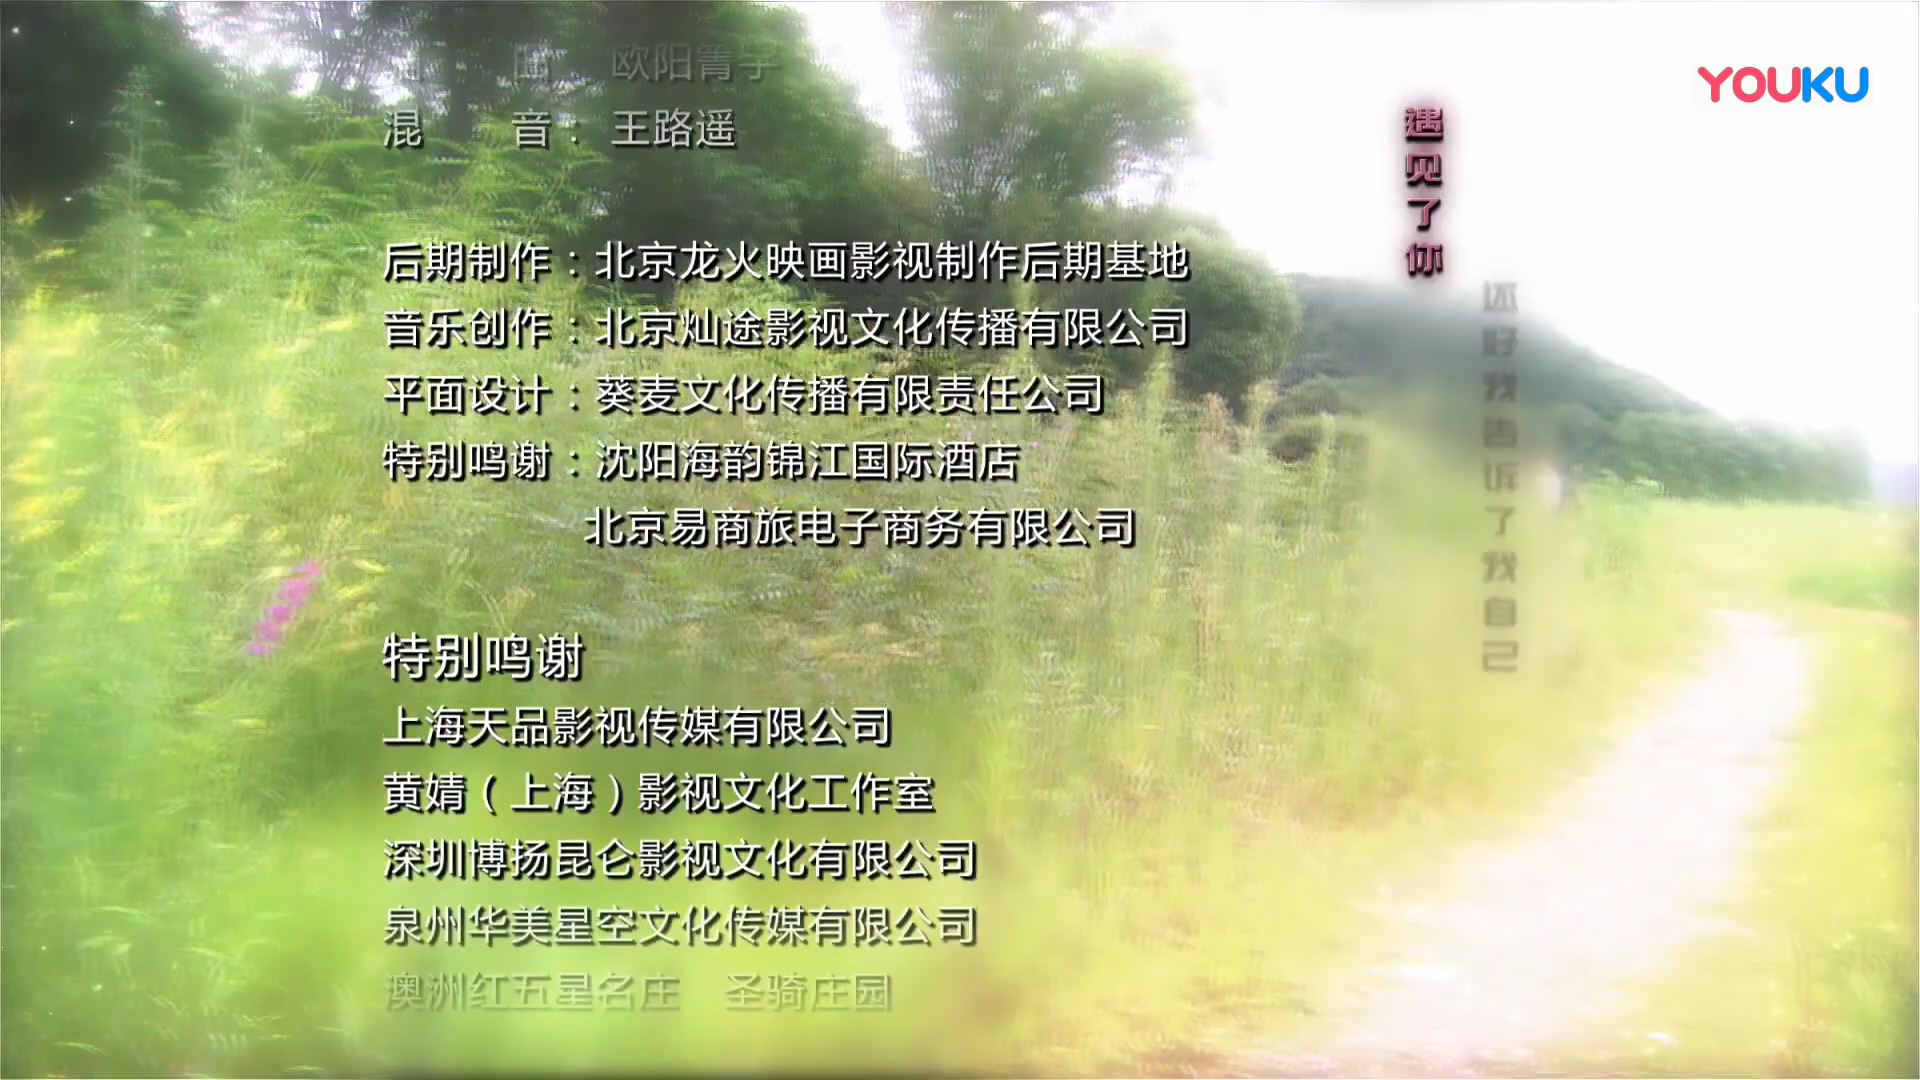 欧阳箐宇
混 音： 王路遥
后期制作：北京龙火映画影视制作后期基地
音乐创作：北京灿途影视文化传播有限公司
平面设计：葵麦文化传播有限责任公司
特别鸣谢：沈阳海韵锦江国际酒店
北京易商旅电子商务有限公司
特别鸣谢
上海天品影视传媒有限公司
黄婧（上海）影视文化工作室
深圳博扬昆仑影视文化有限公司
泉州华美星空文化传媒有限公司
澳洲红五星名庄 圣骑庄园
YOUKU
遇见了你
还好我告诉了我自己